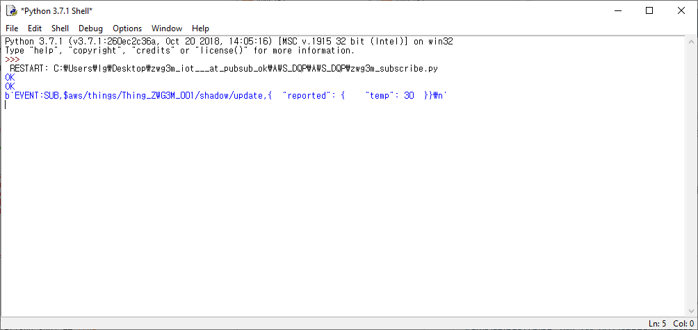 *Python 3.7.1 Shell*
File Edit Shell Debug Options Window Help
Python 3.7.1 (v3.7.1:260ec2c36a, Oct 20 2018, 14:05:16) [MSC v.1915 32 bit (Intel)] on win32
Type "help", "copyright", "credits" or "license()" for more information.
>>>
RESTART: C:₩Users₩lg₩Desktop₩zwg3m_iot___at_pubsub_ok₩AWS_DQP₩AWS_DQP₩zwg3m_subscribe.py
OK
OK
b'EVENT:SUB,$aws/things/Thing_ZWG3M_001/shadow/update,{  "reported": {    "temp": 30  }}₩n'
Ln: 5 Col: 0